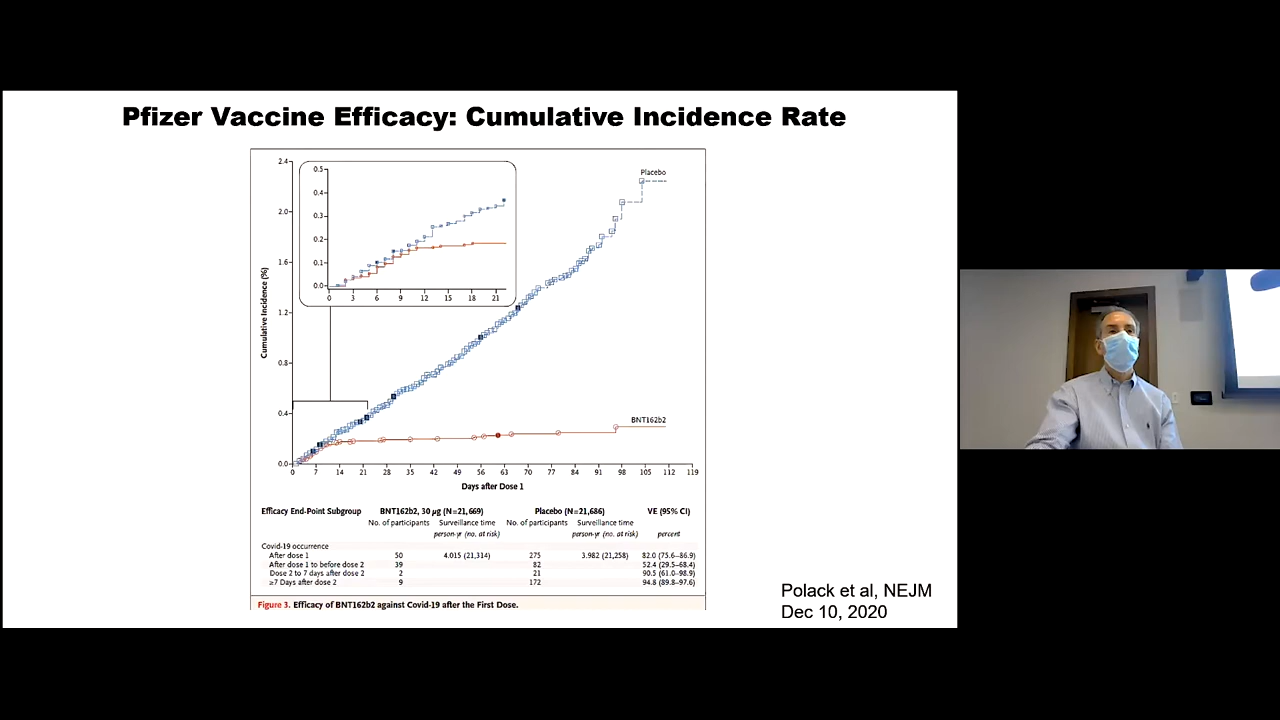 Pfizer Vaccine Efficacy: Cumulative Incidence Rate
2.4
2.0
1.6
1.2
0.8
0.4
0.0
Cumulative Incidence (%)
0.5
0.4
0.3
0.2
0.1
0.0
0 3 6 9 12 15 18 21
Placebo
BNT162b2
0 7 14 21 28 35 42 49 56 63 70 77 84 91 98 105 112 119
Days after Dose 1
Efficacy End-Point Subgroup BNT162b2, 30 μg (N=21,669) Placebo (N=21,686) VE (95% CI)
No. of participants Surveillance time No. of participants Surveillance time
person-yr (no. at risk) person-yr (no. at risk) percent
Covid-19 occurrence
After dose 1 50 4.015 (21,314) 275 3.982 (21,258) 82.0 (75.6–86.9)
After dose 1 to before dose 2 39 82 52.4 (29.5–68.4)
Dose 2 to 7 days after dose 2 2 21 90.5 (61.0–98.9)
≥7 Days after dose 2 9 172 94.8 (89.8–97.6)
Figure 3. Efficacy of BNT162b2 against Covid-19 after the First Dose.
Polack et al, NEJM
Dec 10, 2020